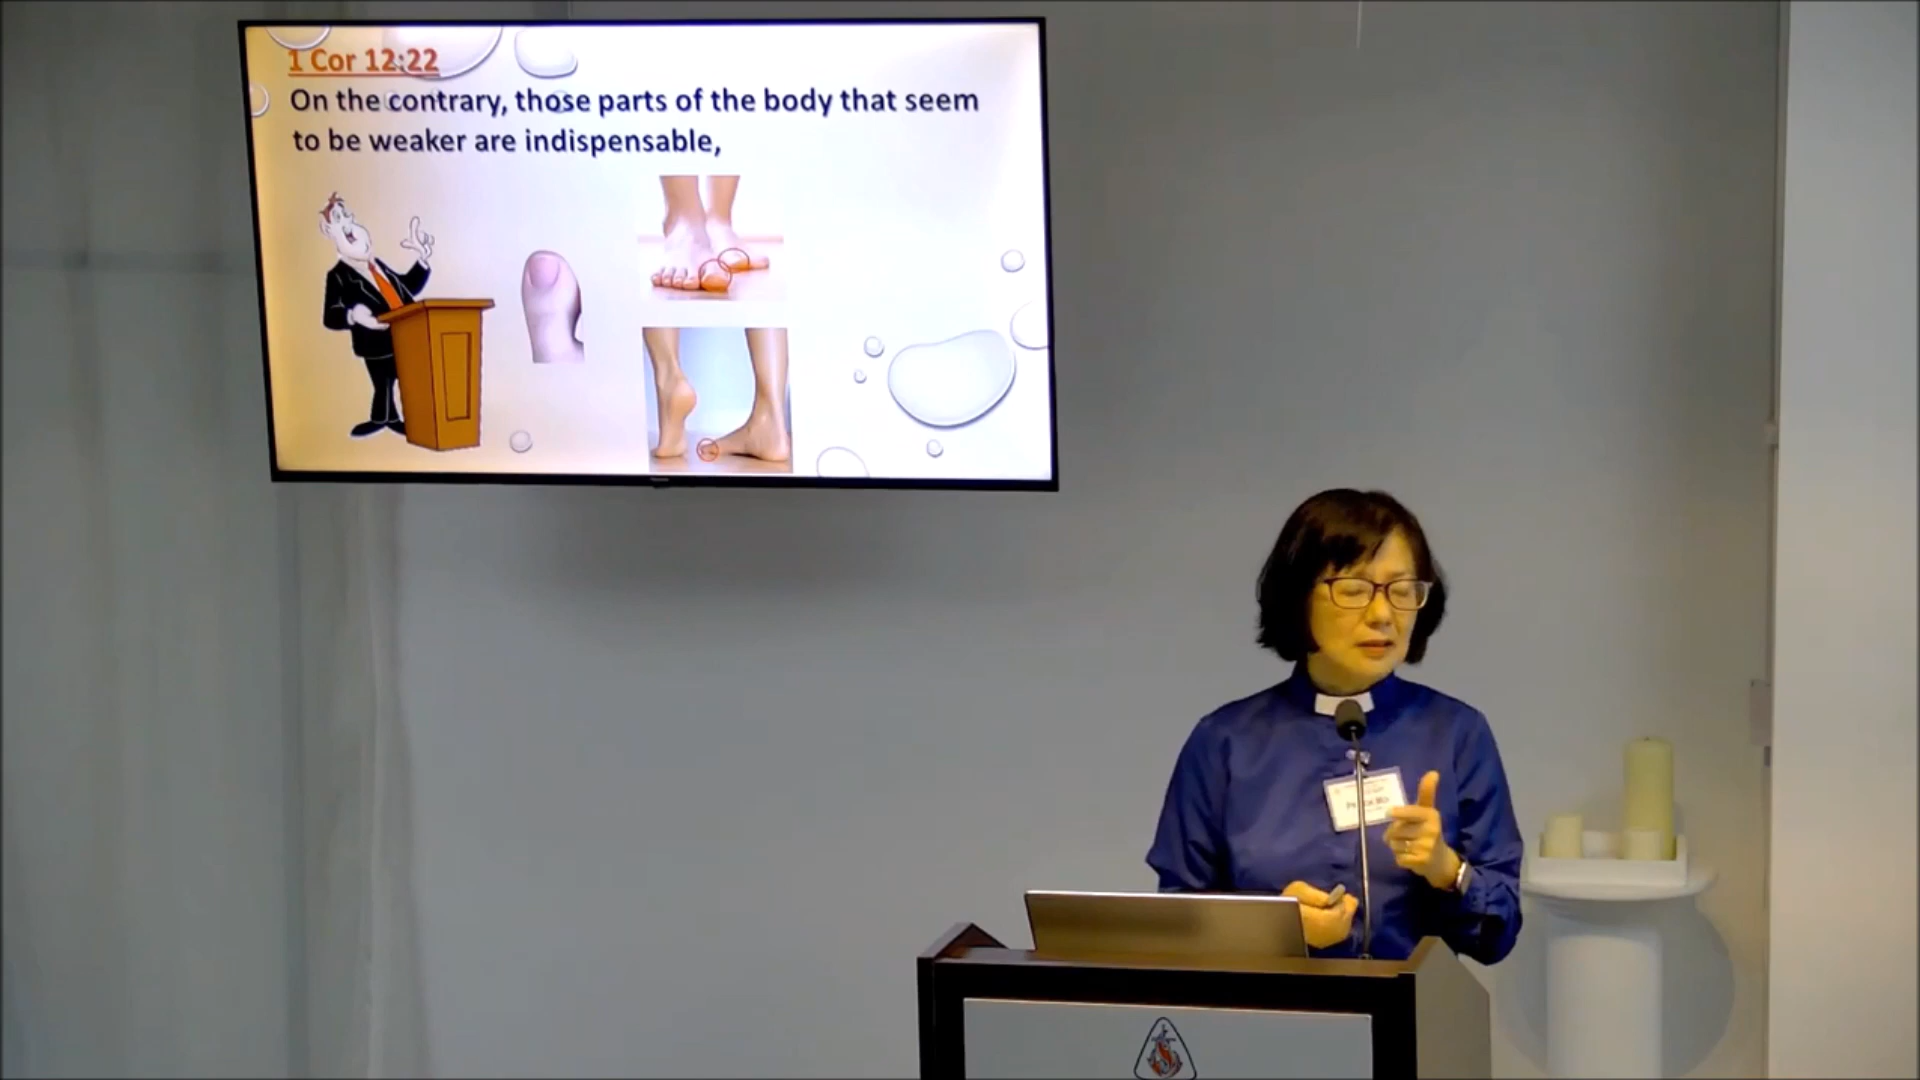 1 Cor 12:22
On the contrary, those parts of the body that seem
to be weaker are indispensable,